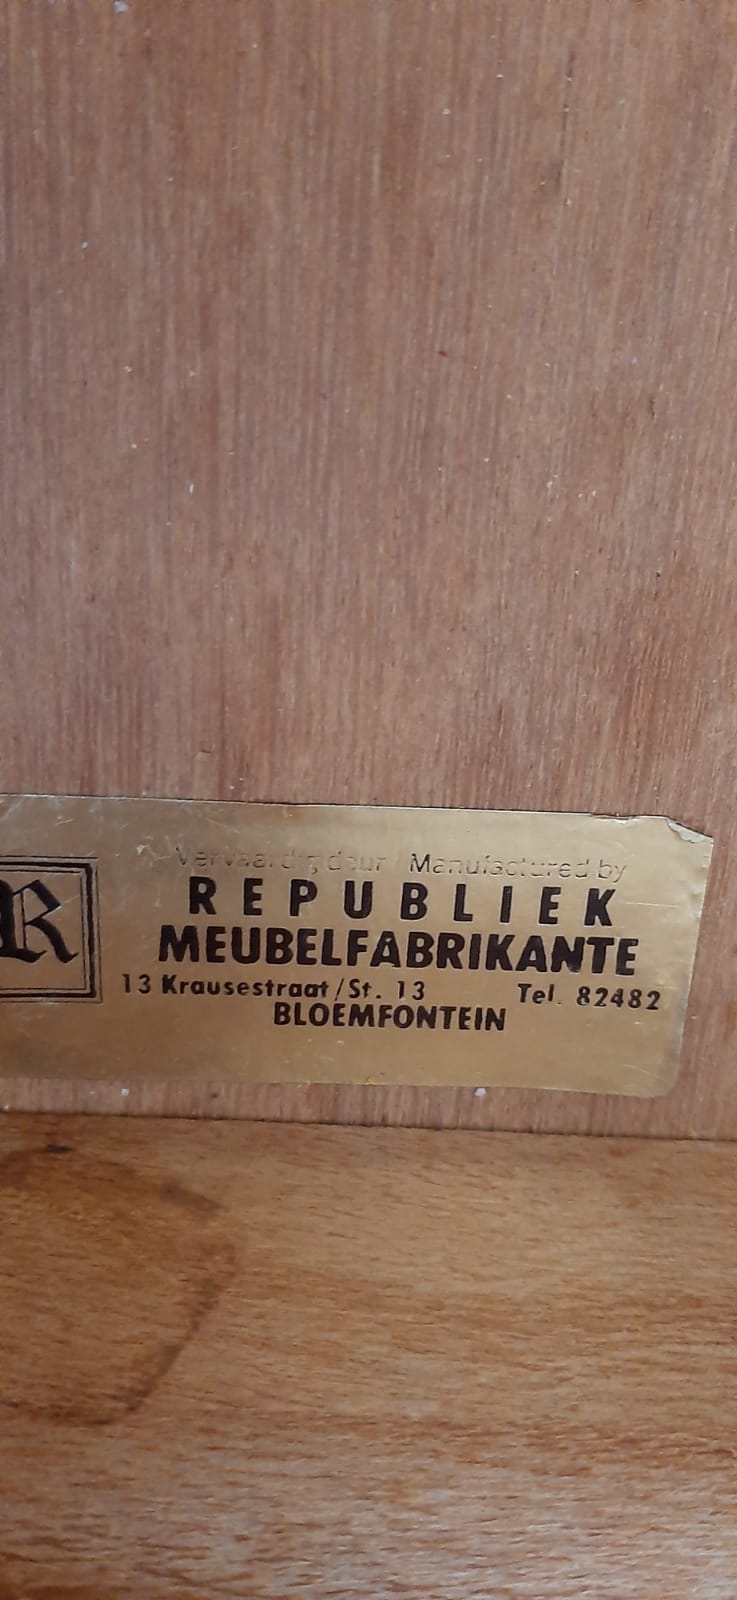 Vervaardig deur / Manufactured by
R
REPUBLIEK
MEUBELFABRIKANTE
13 Krausestraat/St. 13 Tel. 82482
BLOEMFONTEIN